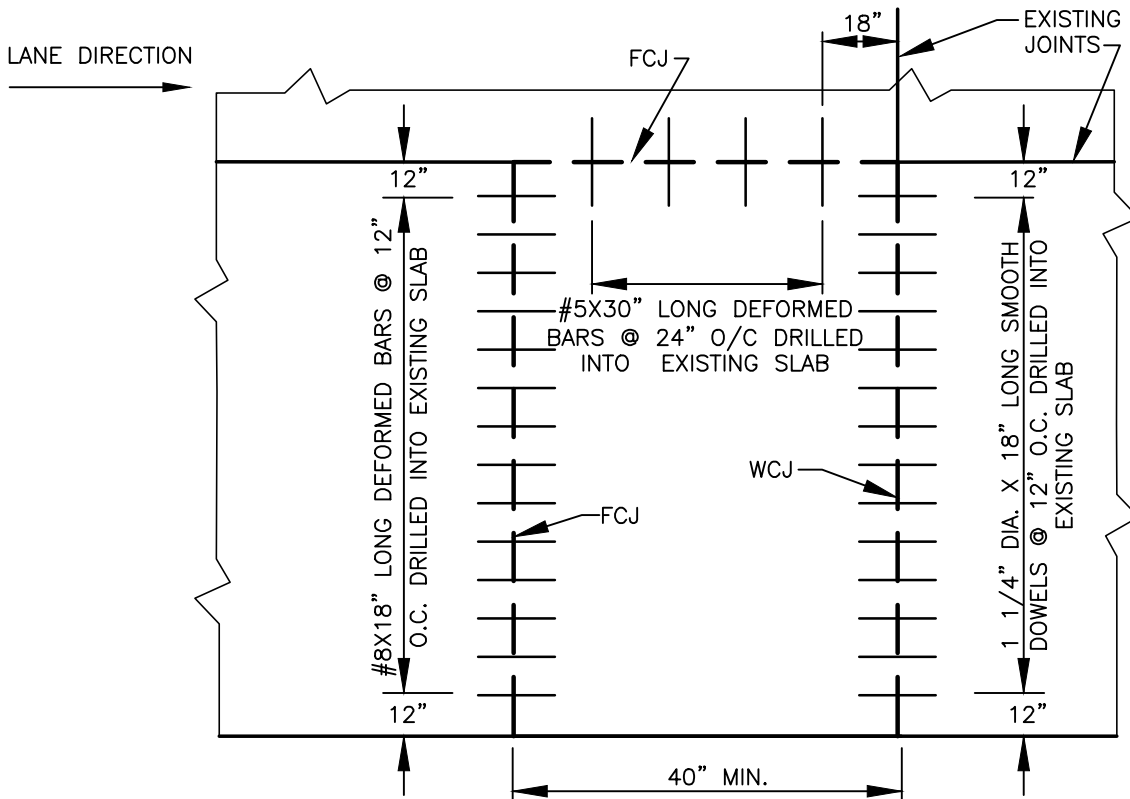 18”
EXISTING
JOINTS
LANE DIRECTION
FCJ
12”
12”
#8X18” LONG DEFORMED BARS @ 12”
O.C. DRILLED INTO EXISTING SLAB
#5X30” LONG DEFORMED
BARS @ 24” O/C DRILLED
INTO EXISTING SLAB
1 1/4” DIA. X 18” LONG SMOOTH
DOWELS @ 12” O.C. DRILLED INTO
EXISTING SLAB
WCJ
FCJ
12”
12”
40” MIN.